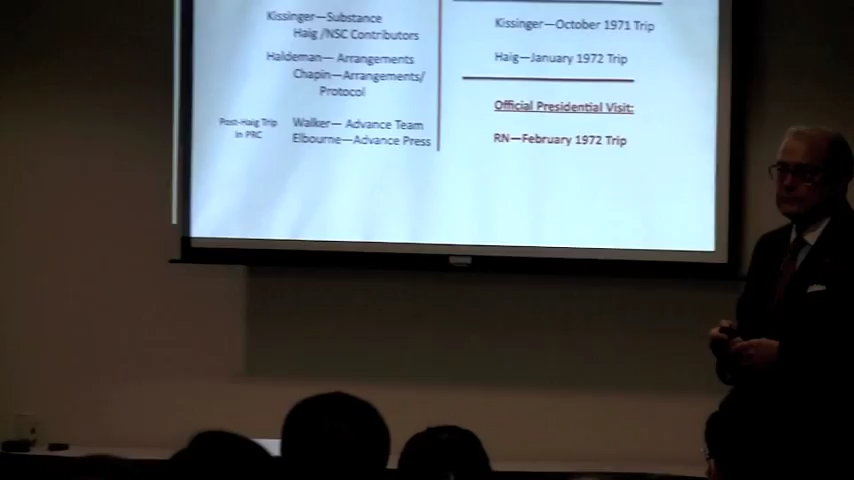 Kissinger—Substance
Haig /NSC Contributors
Haldeman— Arrangements
Chapin—Arrangements/
Protocol
Post-Haig Trip
in PRC
Walker— Advance Team
Elbourne—Advance Press
Kissinger—October 1971 Trip
Haig—January 1972 Trip
Official Presidential Visit:
RN—February 1972 Trip